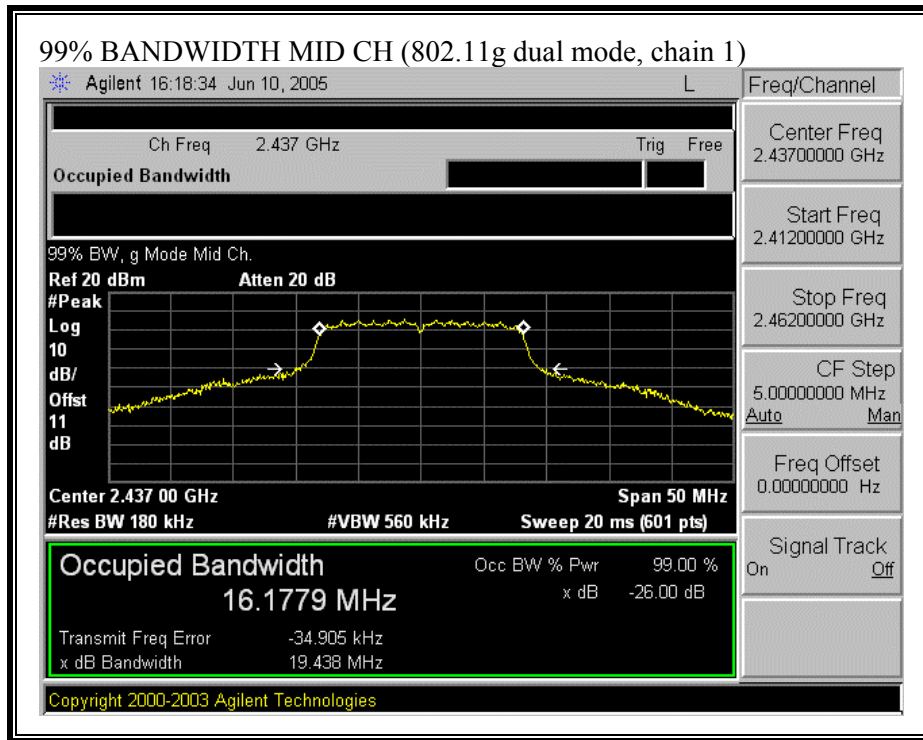 99% BANDWIDTH MID CH (802.11g dual mode, chain 1)
Agilent 16:18:34 Jun 10, 2005 L
Freq/Channel
Ch Freq 2.437 GHz Trig Free
Occupied Bandwidth
Center Freq
2.43700000 GHz
Start Freq
2.41200000 GHz
99% BW, g Mode Mid Ch.
Ref 20 dBm Atten 20 dB
#Peak
Log
10
dB/
Offst
11
dB
Stop Freq
2.46200000 GHz
CF Step
5.00000000 MHz
Auto Man
Freq Offset
0.00000000 Hz
Center 2.437 00 GHz Span 50 MHz
#Res BW 180 kHz #VBW 560 kHz Sweep 20 ms (601 pts)
Signal Track
On Off
Occupied Bandwidth
16.1779 MHz
Occ BW % Pwr 99.00 %
x dB -26.00 dB
Transmit Freq Error -34.905 kHz
x dB Bandwidth 19.438 MHz
Copyright 2000-2003 Agilent Technologies